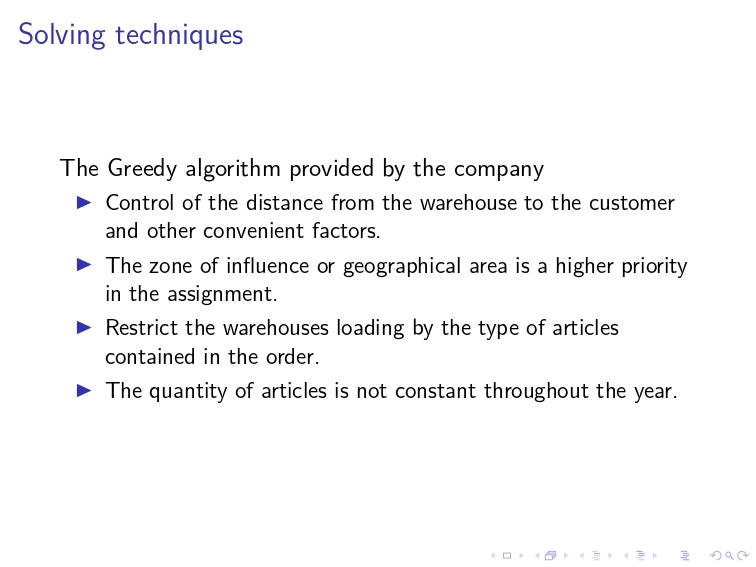 Solving techniques
The Greedy algorithm provided by the company
Control of the distance from the warehouse to the customer
and other convenient factors.
The zone of influence or geographical area is a higher priority
in the assignment.
Restrict the warehouses loading by the type of articles
contained in the order.
The quantity of articles is not constant throughout the year.